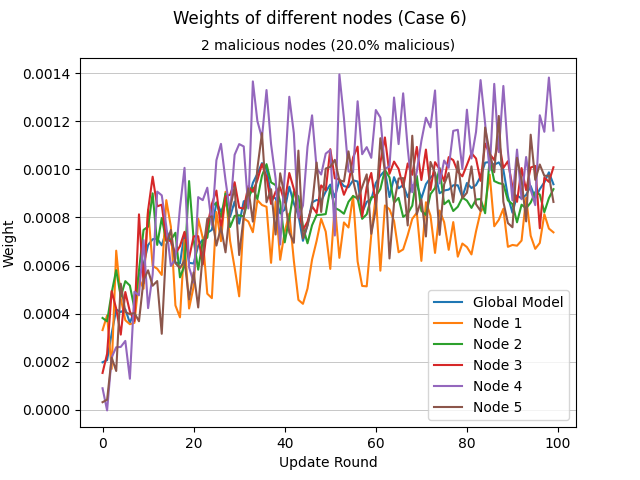 Weights of different nodes (Case 6)
2 malicious nodes (20.0% malicious)
Weight
0.0014
0.0012
0.0010
0.0008
0.0006
0.0004
0.0002
0.0000
Global Model
Node 1
Node 2
Node 3
Node 4
Node 5
0 20 40 60 80 100
Update Round